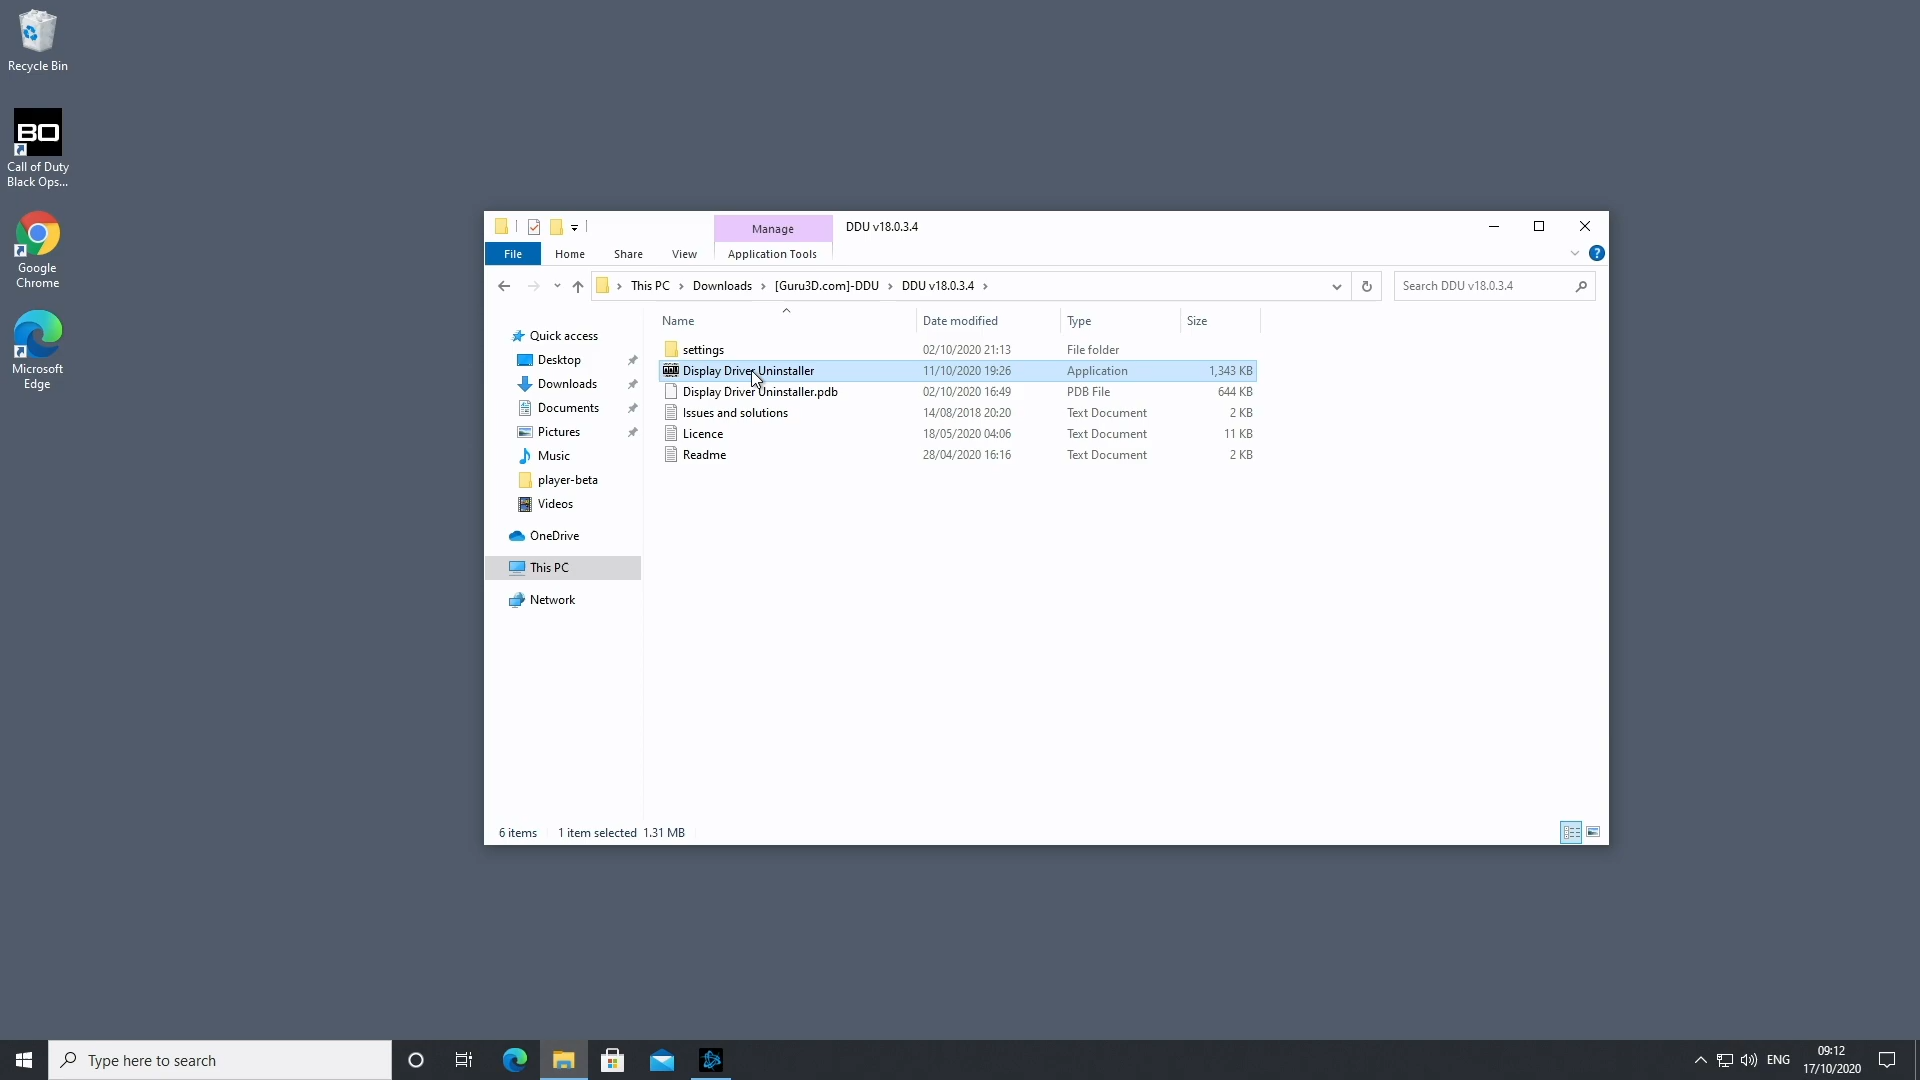 Recycle Bin
BO
Call of Duty
Black Ops...
Google
Chrome
Microsoft
Edge
Manage
DDU v18.0.3.4
File
Home
Share
View
Application Tools
?
This PC
Downloads
[Guru3D.com]-DDU
DDU v18.0.3.4
Search DDU v18.0.3.4
Quick access
Desktop
Downloads
Documents
Pictures
Music
player-beta
Videos
OneDrive
This PC
Network
Name Date modified Type Size
settings 02/10/2020 21:13 File folder
Display Driver Uninstaller 11/10/2020 19:26 Application 1,343 KB
Display Driver Uninstaller.pdb 02/10/2020 16:49 PDB File 644 KB
Issues and solutions 14/08/2018 20:20 Text Document 2 KB
Licence 18/05/2020 04:06 Text Document 11 KB
Readme 28/04/2020 16:16 Text Document 2 KB
6 items 1 item selected 1.31 MB
Type here to search
ENG
09:12
17/10/2020